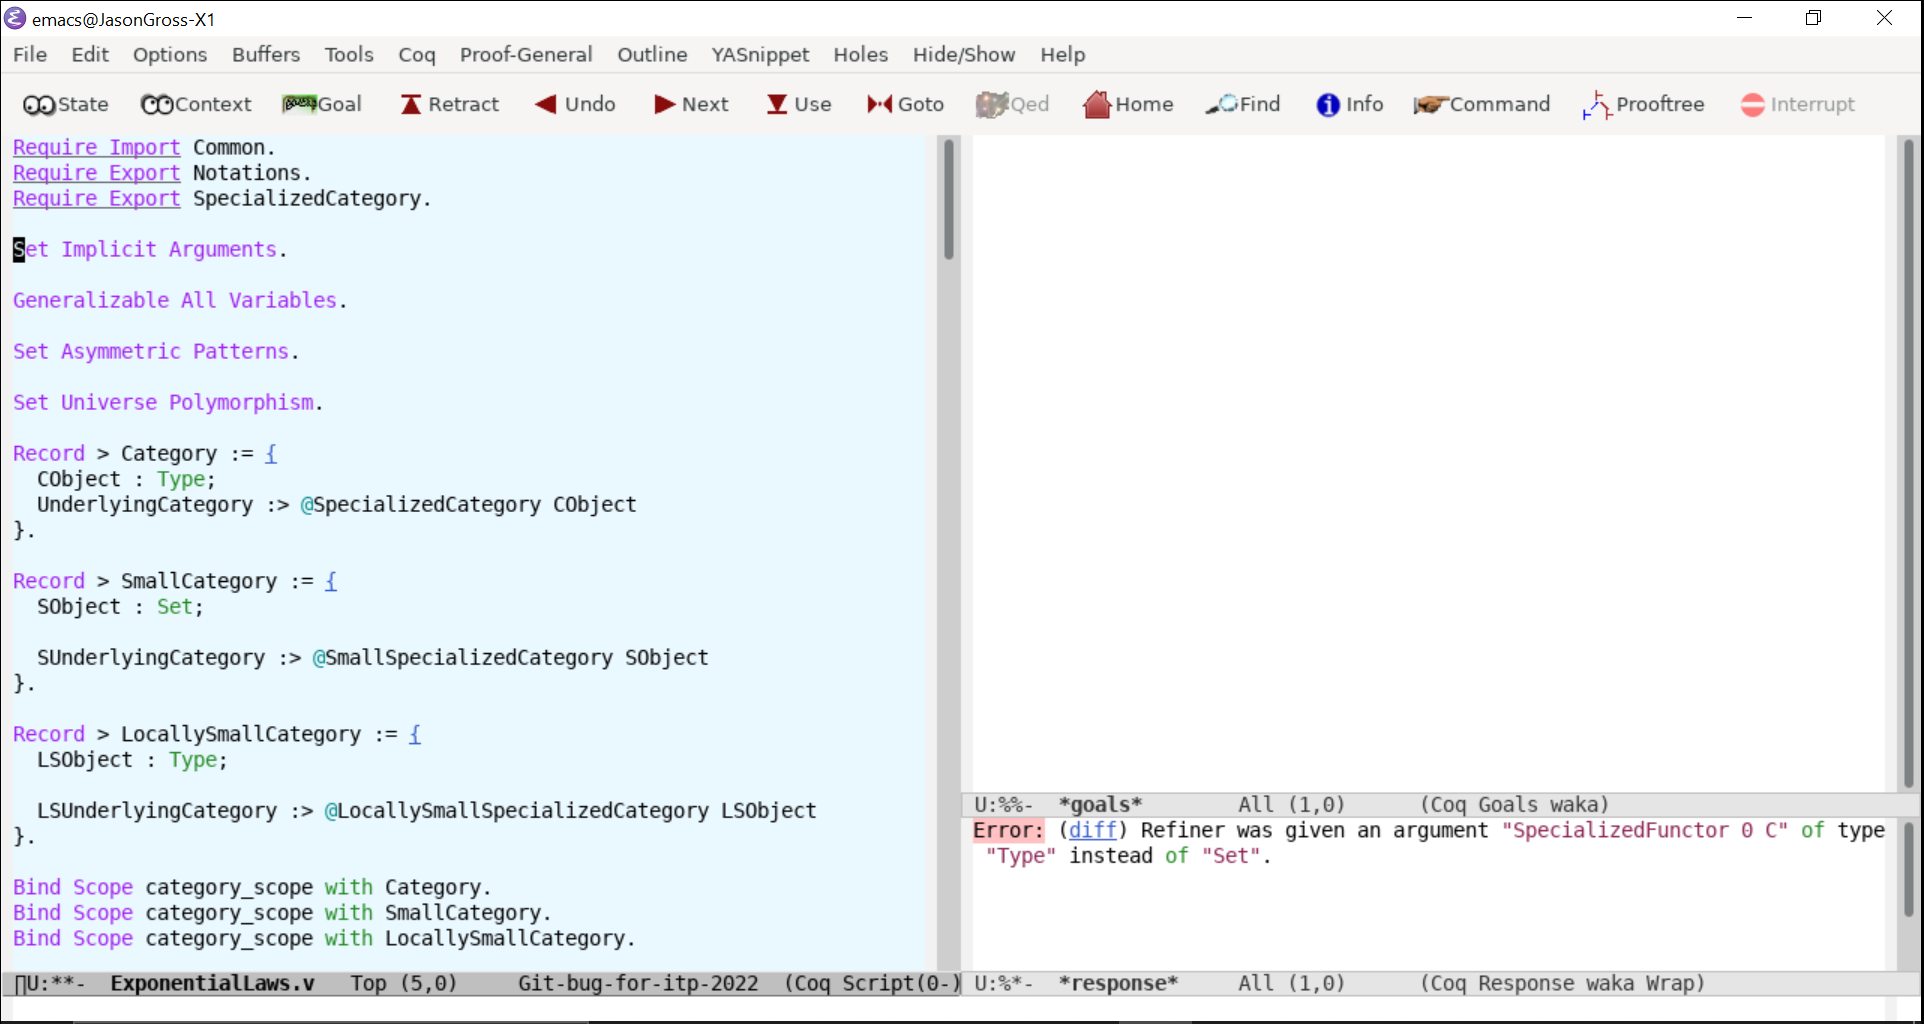 emacs@JasonGross-X1
File Edit Options Buffers Tools Coq Proof-General Outline YASnippet Holes Hide/Show Help
State Context Goal Retract Undo Next Use Goto Qed Home Find Info Command Prooftree Interrupt
Require Import Common.
Require Export Notations.
Require Export SpecializedCategory.
Set Implicit Arguments.
Generalizable All Variables.
Set Asymmetric Patterns.
Set Universe Polymorphism.
Record > Category := {
  CObject : Type;
  UnderlyingCategory :> @SpecializedCategory CObject
}.
Record > SmallCategory := {
  SObject : Set;
  SUnderlyingCategory :> @SmallSpecializedCategory SObject
}.
Record > LocallySmallCategory := {
  LSObject : Type;
  LSUnderlyingCategory :> @LocallySmallSpecializedCategory LSObject
}.
Bind Scope category_scope with Category.
Bind Scope category_scope with SmallCategory.
Bind Scope category_scope with LocallySmallCategory.
U:**-  ExponentialLaws.v   Top (5,0)     Git-bug-for-itp-2022  (Coq Script(0-)
U:%%-  *goals*        All (1,0)      (Coq Goals waka)
Error: (diff) Refiner was given an argument "SpecializedFunctor 0 C" of type
 "Type" instead of "Set".
U:%*-  *response*     All (1,0)      (Coq Response waka Wrap)